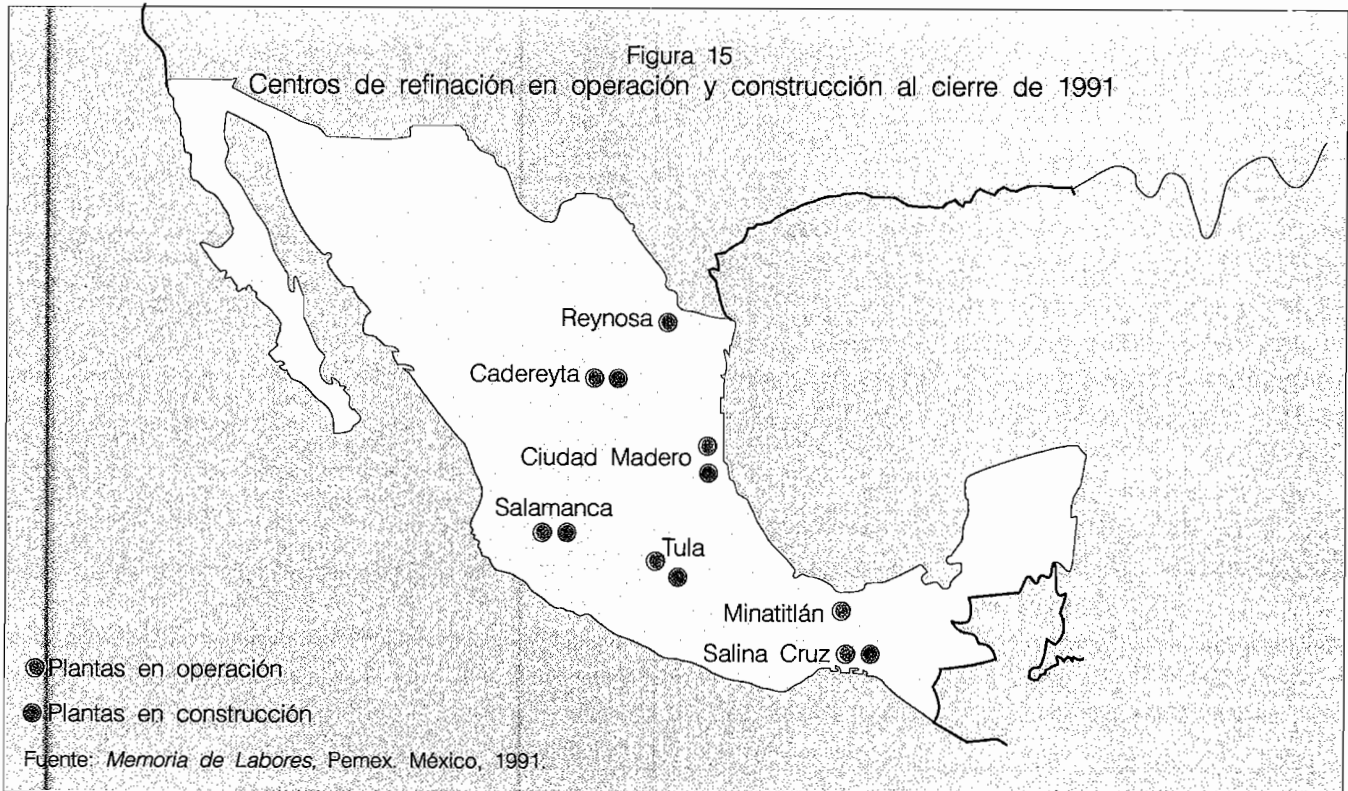 Figura 15
Centros de refinación en operación y construcción al cierre de 1991
Reynosa
Cadereyta
Ciudad Madero
Salamanca
Tula
Minatitlán
Salina Cruz
Plantas en operación
Plantas en construcción
Fuente: Memoria de Labores, Pemex. México, 1991.